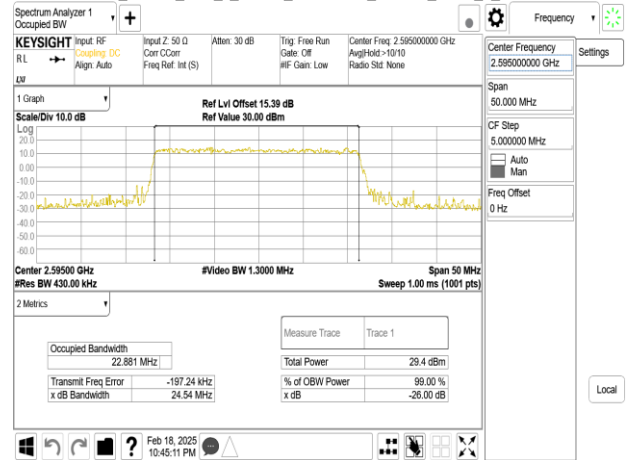 Spectrum Analyzer 1
Occupied BW
+
Frequency
KEYSIGHT
RL
LXI
Input: RF
Coupling: DC
Align: Auto
Input Z: 50 Ω
Corr CCorr
Freq Ref: Int (S)
Atten: 30 dB
Trig: Free Run
Gate: Off
#IF Gain: Low
Center Freq: 2.595000000 GHz
Avg|Hold:>10/10
Radio Std: None
Center Frequency
2.595000000 GHz
Settings
Span
50.000 MHz
CF Step
5.000000 MHz
Auto
Man
Freq Offset
0 Hz
Local
1 Graph
Scale/Div 10.0 dB
Ref Lvl Offset 15.39 dB
Ref Value 30.00 dBm
Log
20.0
10.0
0.00
-10.0
-20.0
-30.0
-40.0
-50.0
-60.0
Center 2.59500 GHz
#Video BW 1.3000 MHz
Span 50 MHz
#Res BW 430.00 kHz
Sweep 1.00 ms (1001 pts)
2 Metrics
Measure Trace Trace 1
Occupied Bandwidth
22.881 MHz
Total Power 29.4 dBm
Transmit Freq Error -197.24 kHz
% of OBW Power 99.00 %
x dB Bandwidth 24.54 MHz
x dB -26.00 dB
?
Feb 18, 2025
10:45:11 PM